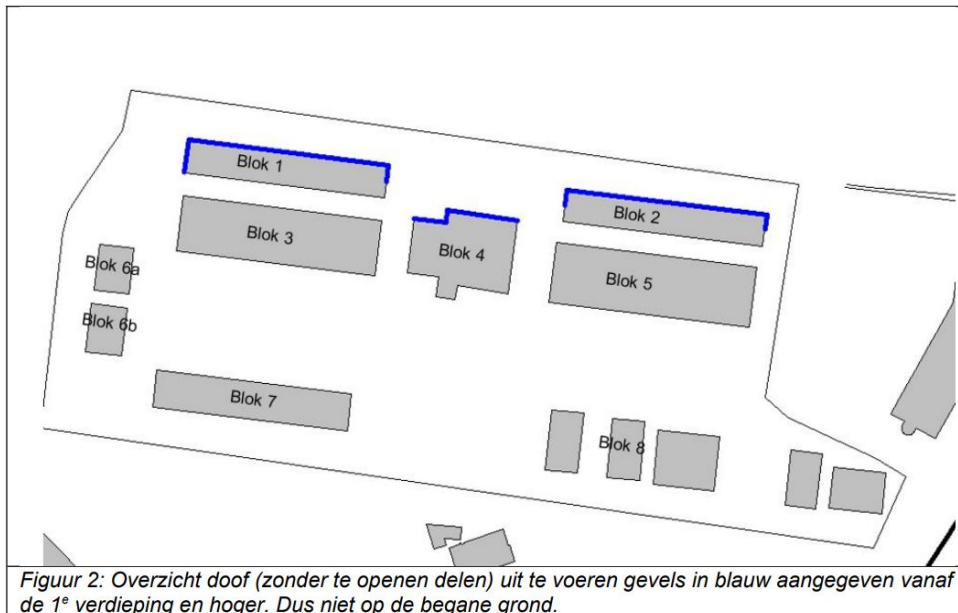 Blok 1
Blok 2
Blok 3
Blok 4
Blok 5
Blok 6a
Blok 6b
Blok 7
Blok 8
Figuur 2: Overzicht doof (zonder te openen delen) uit te voeren gevels in blauw aangegeven vanaf
de 1e verdieping en hoger. Dus niet op de begane grond.